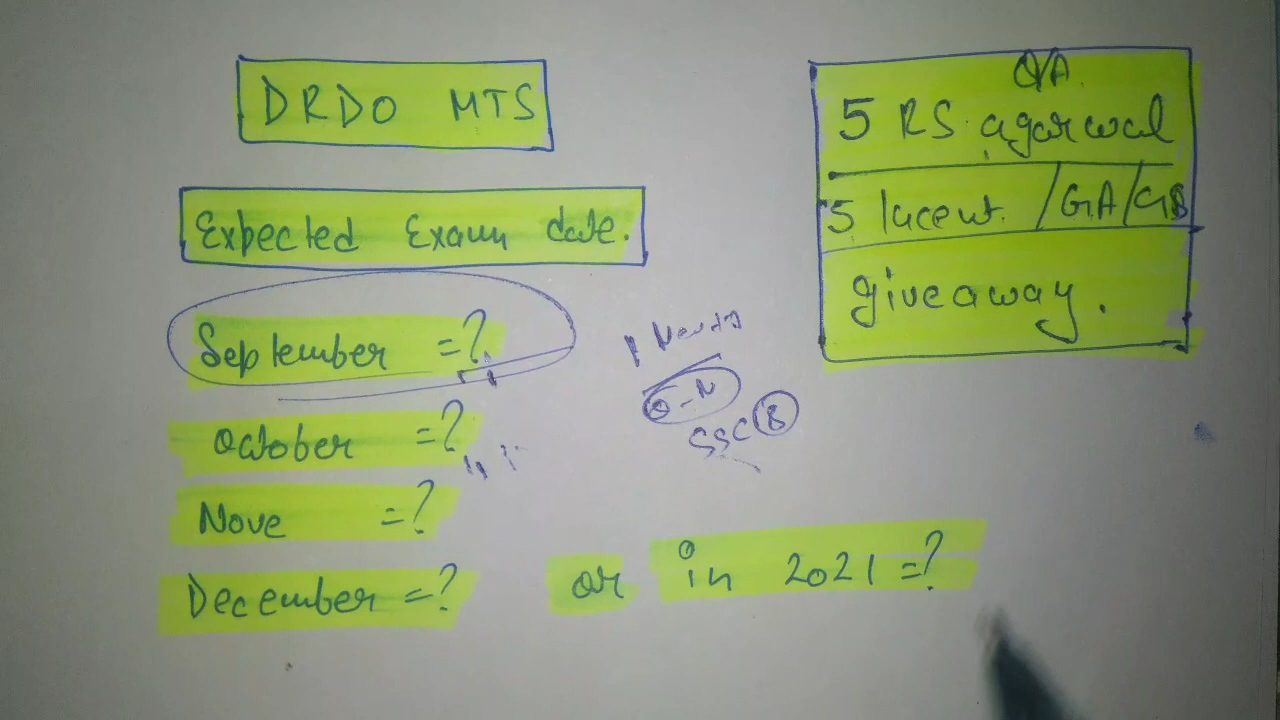 DRDO MTS
Expected Exam date.
September =?
October =?
Nove =?
December =? or in 2021 =?
O-N
SSC 8
Q/A.
5 RS. agarwal
5 lucent. /GA/GS
giveaway.